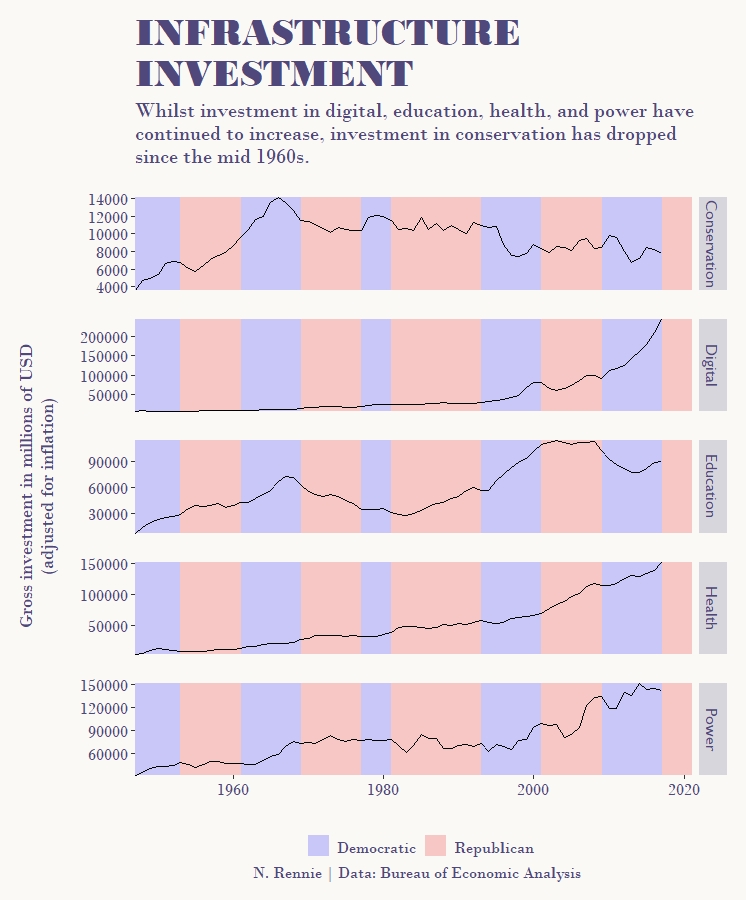 INFRASTRUCTURE
INVESTMENT
Whilst investment in digital, education, health, and power have
continued to increase, investment in conservation has dropped
since the mid 1960s.
Gross investment in millions of USD
(adjusted for inflation)
14000
12000
10000
8000
6000
4000
Conservation
200000
150000
100000
50000
Digital
90000
60000
30000
Education
150000
100000
50000
Health
150000
120000
90000
60000
Power
1960 1980 2000 2020
Democratic Republican
N. Rennie | Data: Bureau of Economic Analysis